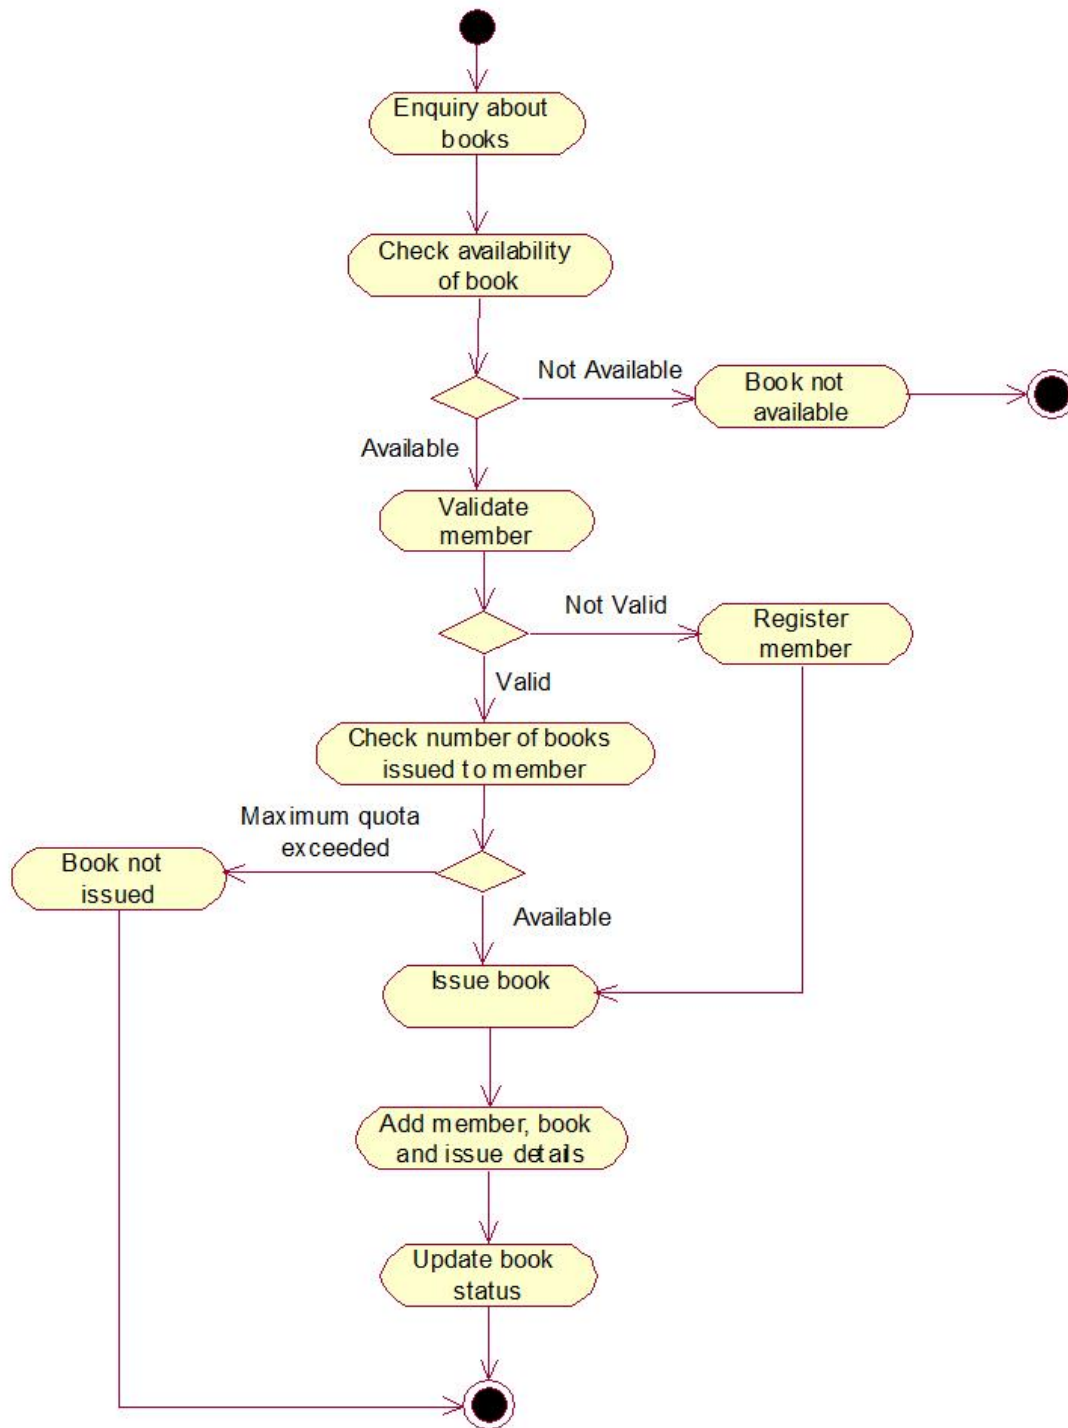 Enquiry about
books
Check availability
of book
Not Available
Book not
available
Available
Validate
member
Not Valid
Register
member
Valid
Check number of books
issued to member
Maximum quota
exceeded
Book not
issued
Available
Issue book
Add member, book
and issue details
Update book
status